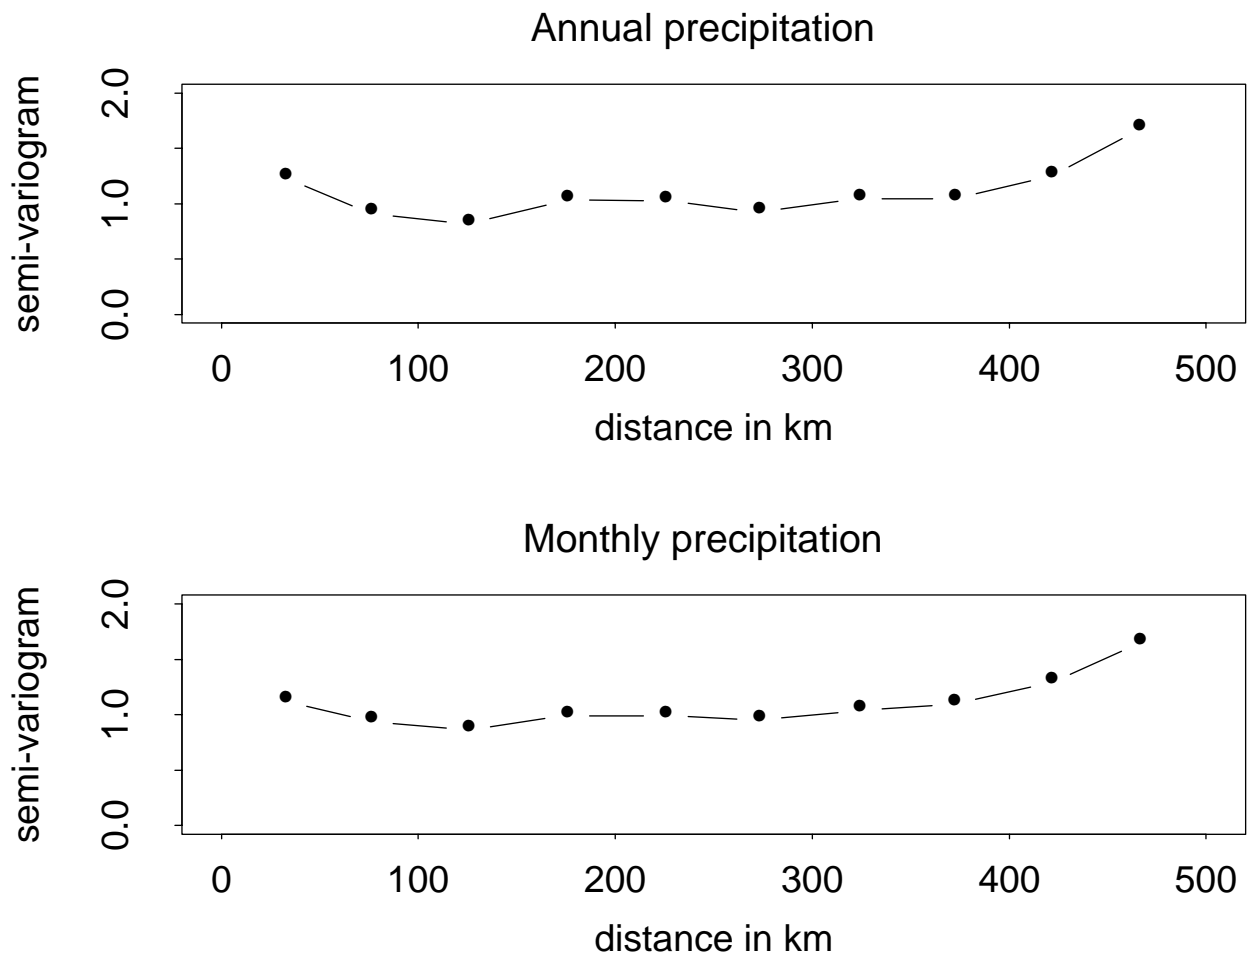 Annual precipitation
semi-variogram
2.0
1.0
0.0
0 100 200 300 400 500
distance in km
Monthly precipitation
semi-variogram
2.0
1.0
0.0
0 100 200 300 400 500
distance in km